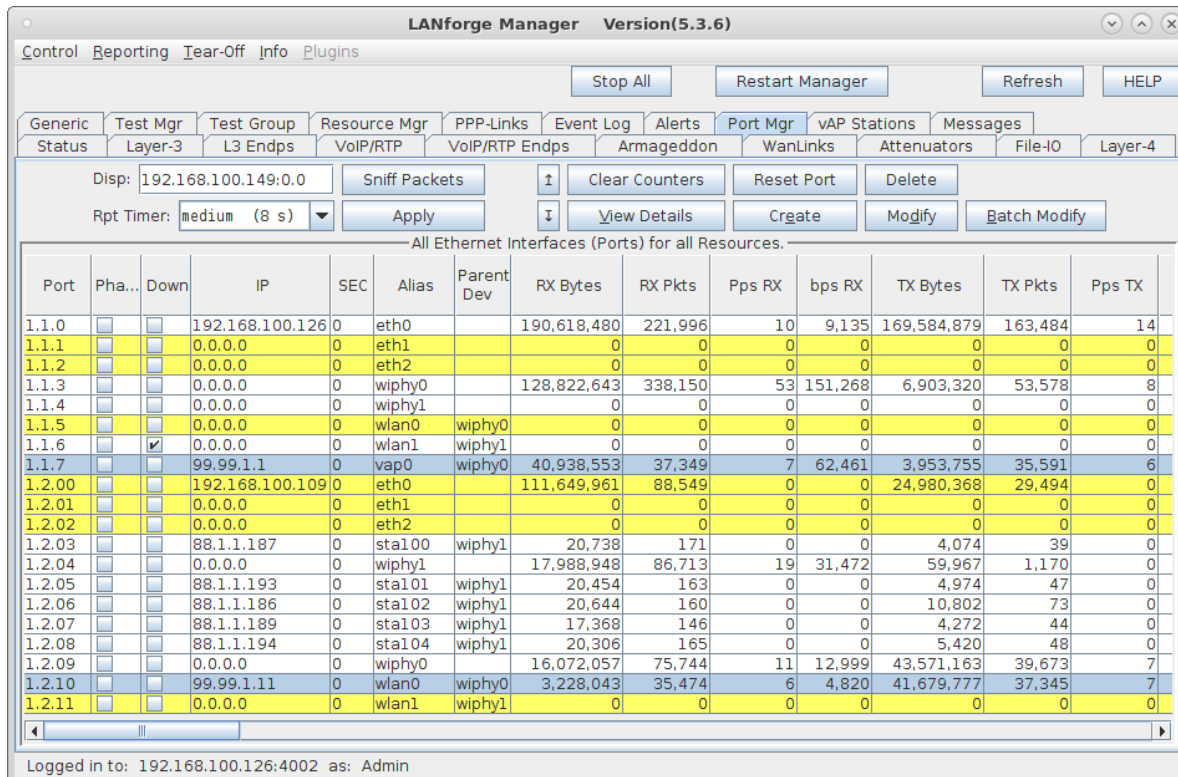 LANforge Manager Version(5.3.6)
Control Reporting Tear-Off Info Plugins
Stop All Restart Manager Refresh HELP
Generic Test Mgr Test Group Resource Mgr PPP-Links Event Log Alerts Port Mgr vAP Stations Messages
Status Layer-3 L3 Endps VoIP/RTP VoIP/RTP Endps Armageddon WanLinks Attenuators File-IO Layer-4
Disp: 192.168.100.149:0.0 Sniff Packets ↥ Clear Counters Reset Port Delete
Rpt Timer: medium (8 s) Apply ↧ View Details Create Modify Batch Modify
All Ethernet Interfaces (Ports) for all Resources.
Port Pha... Down IP SEC Alias Parent Dev RX Bytes RX Pkts Pps RX bps RX TX Bytes TX Pkts Pps TX
1.1.0 192.168.100.126 0 eth0 190,618,480 221,996 10 9,135 169,584,879 163,484 14
1.1.1 0.0.0.0 0 eth1 0 0 0 0 0 0 0
1.1.2 0.0.0.0 0 eth2 0 0 0 0 0 0 0
1.1.3 0.0.0.0 0 wiphy0 128,822,643 338,150 53 151,268 6,903,320 53,578 8
1.1.4 0.0.0.0 0 wiphy1 0 0 0 0 0 0 0
1.1.5 0.0.0.0 0 wlan0 wiphy0 0 0 0 0 0 0 0
1.1.6 ✔ 0.0.0.0 0 wlan1 wiphy1 0 0 0 0 0 0 0
1.1.7 99.99.1.1 0 vap0 wiphy0 40,938,553 37,349 7 62,461 3,953,755 35,591 6
1.2.00 192.168.100.109 0 eth0 111,649,961 88,549 0 0 24,980,368 29,494 0
1.2.01 0.0.0.0 0 eth1 0 0 0 0 0 0 0
1.2.02 0.0.0.0 0 eth2 0 0 0 0 0 0 0
1.2.03 88.1.1.187 0 sta100 wiphy1 20,738 171 0 0 4,074 39 0
1.2.04 0.0.0.0 0 wiphy1 17,988,948 86,713 19 31,472 59,967 1,170 0
1.2.05 88.1.1.193 0 sta101 wiphy1 20,454 163 0 0 4,974 47 0
1.2.06 88.1.1.186 0 sta102 wiphy1 20,644 160 0 0 10,802 73 0
1.2.07 88.1.1.189 0 sta103 wiphy1 17,368 146 0 0 4,272 44 0
1.2.08 88.1.1.194 0 sta104 wiphy1 20,306 165 0 0 5,420 48 0
1.2.09 0.0.0.0 0 wiphy0 16,072,057 75,744 11 12,999 43,571,163 39,673 7
1.2.10 99.99.1.11 0 wlan0 wiphy0 3,228,043 35,474 6 4,820 41,679,777 37,345 7
1.2.11 0.0.0.0 0 wlan1 wiphy1 0 0 0 0 0 0 0
Logged in to: 192.168.100.126:4002 as: Admin